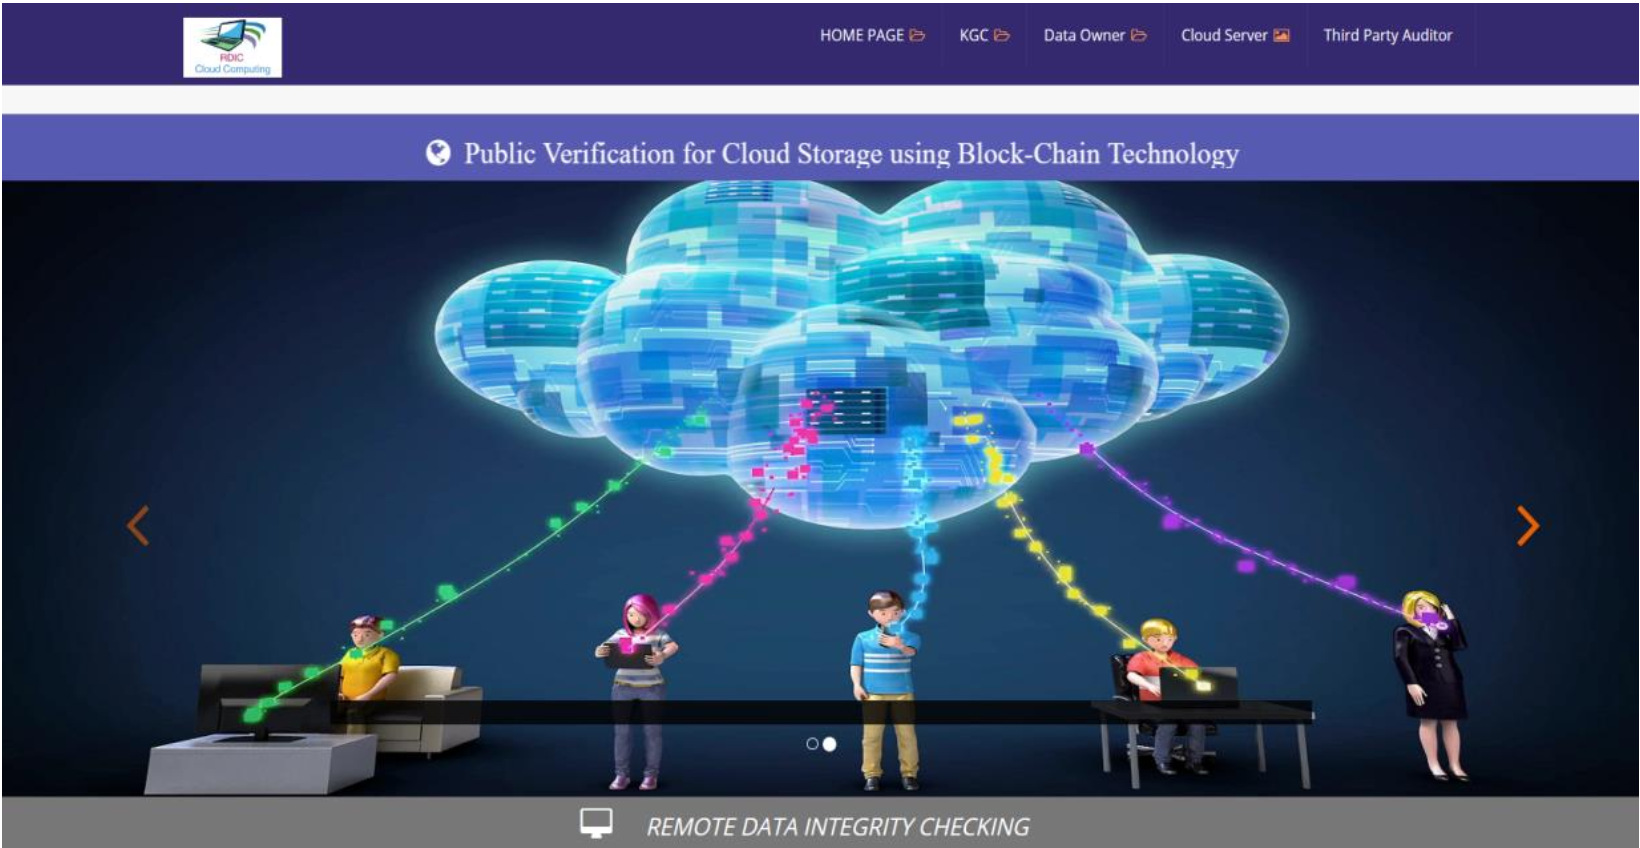 RDIC
Cloud Computing
HOME PAGE KGC Data Owner Cloud Server Third Party Auditor
Public Verification for Cloud Storage using Block-Chain Technology
REMOTE DATA INTEGRITY CHECKING